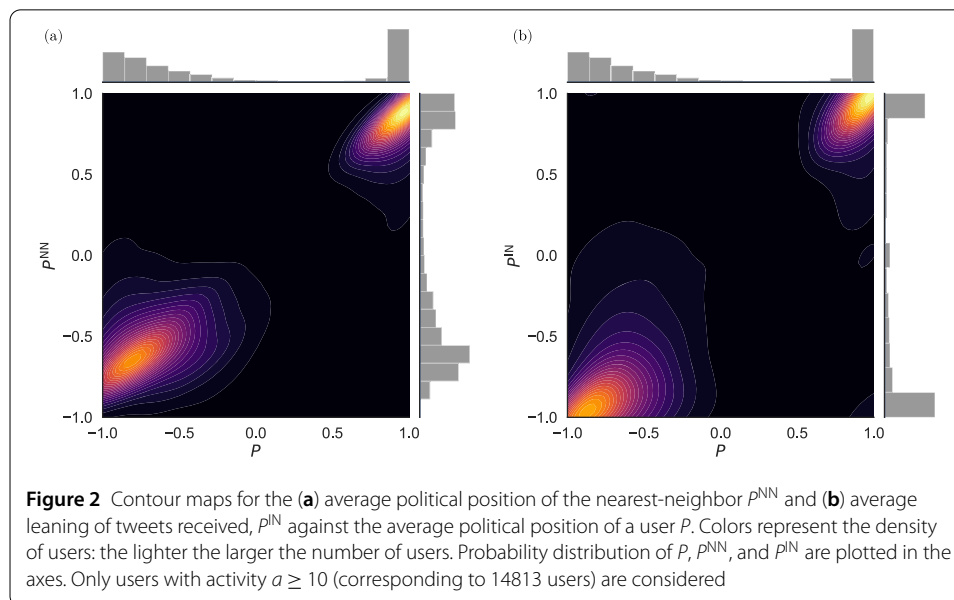 (a)
(b)
1.0
0.5
0.0
−0.5
−1.0
P^NN
−1.0 −0.5 0.0 0.5 1.0
P
1.0
0.5
0.0
−0.5
−1.0
P^IN
−1.0 −0.5 0.0 0.5 1.0
P
Figure 2 Contour maps for the (a) average political position of the nearest-neighbor P^NN and (b) average
leaning of tweets received, P^IN against the average political position of a user P. Colors represent the density
of users: the lighter the larger the number of users. Probability distribution of P, P^NN, and P^IN are plotted in the
axes. Only users with activity a ≥ 10 (corresponding to 14813 users) are considered